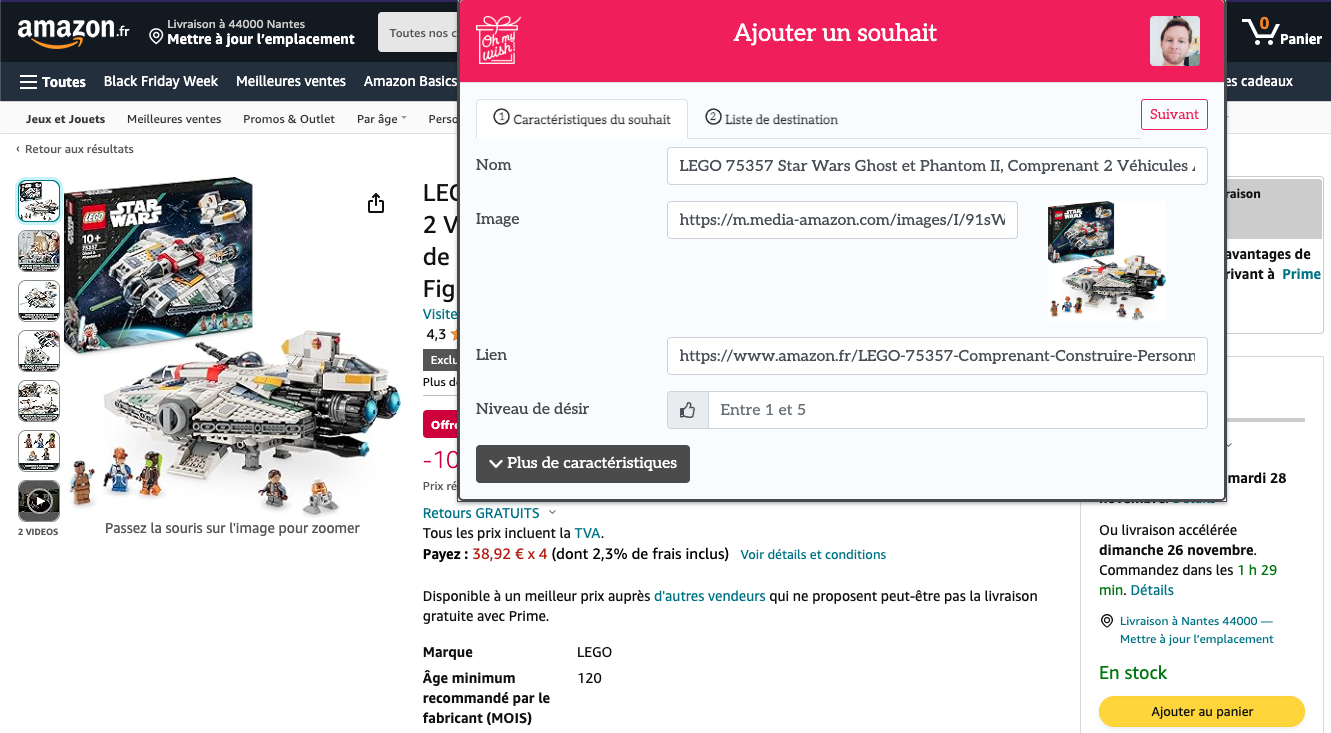 amazon.fr
Livraison à 44000 Nantes
Mettre à jour l'emplacement
Toutes nos c
0
Panier
Toutes
Black Friday Week
Meilleures ventes
Amazon Basics
es cadeaux
Jeux et Jouets
Meilleures ventes
Promos & Outlet
Par âge
Perso
‹ Retour aux résultats
Oh my wish!
Ajouter un souhait
1 Caractéristiques du souhait
2 Liste de destination
Suivant
Nom
LEGO 75357 Star Wars Ghost et Phantom II, Comprenant 2 Véhicules
Image
https://m.media-amazon.com/images/I/91sW
Lien
https://www.amazon.fr/LEGO-75357-Comprenant-Construire-Personn
Niveau de désir
Entre 1 et 5
Plus de caractéristiques
LEGO
STAR WARS
10+
75357
2 VIDEOS
Passez la souris sur l'image pour zoomer
LEG
2 V
de
Fig
Visite
4,3
Exclu
Plus de
Offre
-10
Prix ré
Retours GRATUITS
Tous les prix incluent la TVA.
Payez : 38,92 € x 4 (dont 2,3% de frais inclus) Voir détails et conditions
Disponible à un meilleur prix auprès d'autres vendeurs qui ne proposent peut-être pas la livraison
gratuite avec Prime.
Marque
LEGO
Âge minimum
recommandé par le
fabricant (MOIS)
120
raison
avantages de
rivant à Prime
mardi 28
Ou livraison accélérée
dimanche 26 novembre.
Commandez dans les 1 h 29
min. Détails
Livraison à Nantes 44000 —
Mettre à jour l'emplacement
En stock
Ajouter au panier